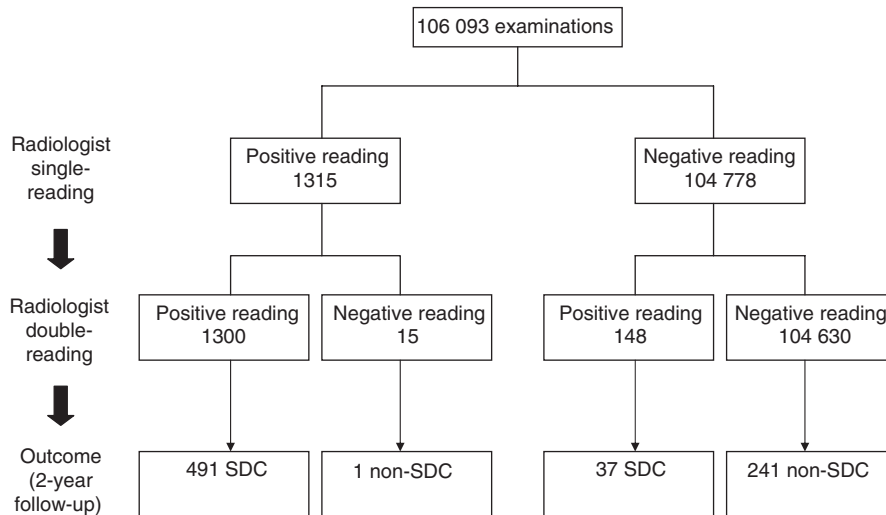 106 093 examinations
Radiologist
single-
reading
Positive reading
1315
Negative reading
104 778
Radiologist
double-
reading
Positive reading
1300
Negative reading
15
Positive reading
148
Negative reading
104 630
Outcome
(2-year
follow-up)
491 SDC
1 non-SDC
37 SDC
241 non-SDC